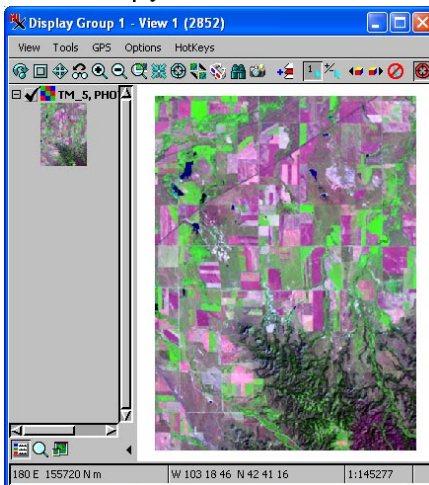 Display Group 1 - View 1 (2852)
View Tools GPS Options HotKeys
TM_5, PHO
180 E 155720 N m W 103 18 46 N 42 41 16 1:145277